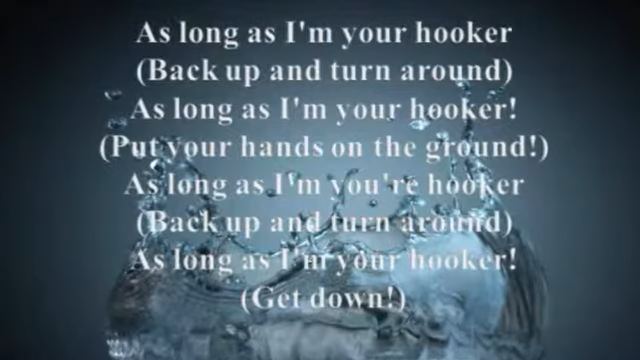 As long as I'm your hooker
(Back up and turn around)
As long as I'm your hooker!
(Put your hands on the ground!)
As long as I'm you're hooker
(Back up and turn around)
As long as I'm your hooker!
(Get down!)